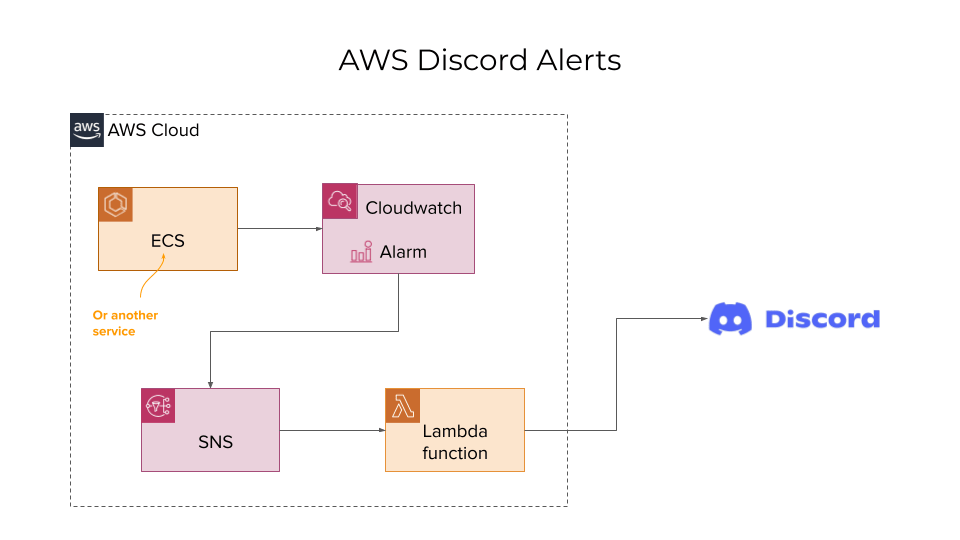 AWS Discord Alerts
aws
AWS Cloud
ECS
Cloudwatch
Alarm
Or another
service
SNS
Lambda
function
Discord